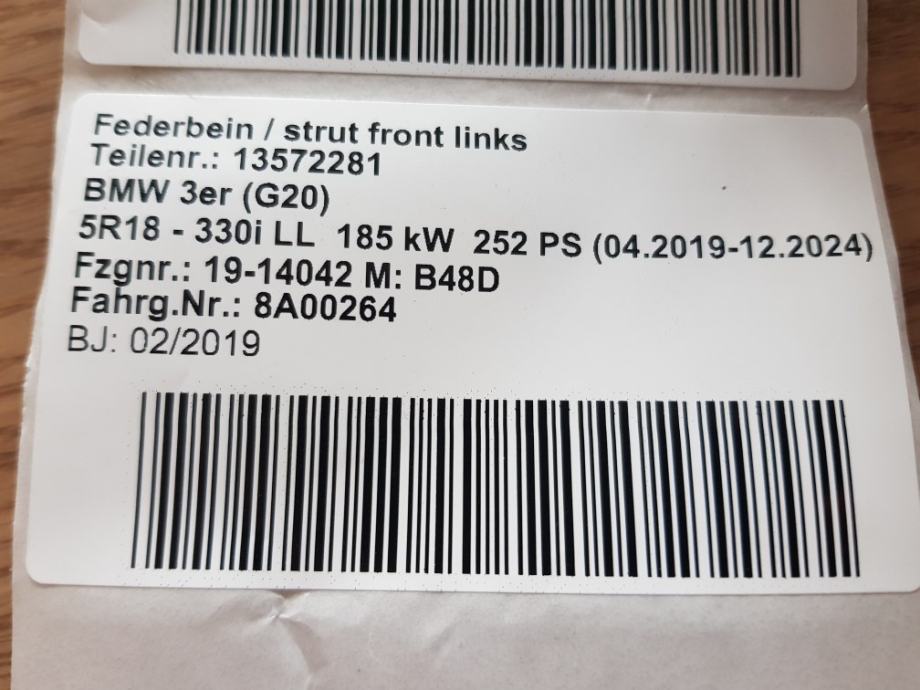 Federbein / strut front links
Teilenr.: 13572281
BMW 3er (G20)
5R18 - 330i LL 185 kW 252 PS (04.2019-12.2024)
Fzgnr.: 19-14042 M: B48D
Fahrg.Nr.: 8A00264
BJ: 02/2019